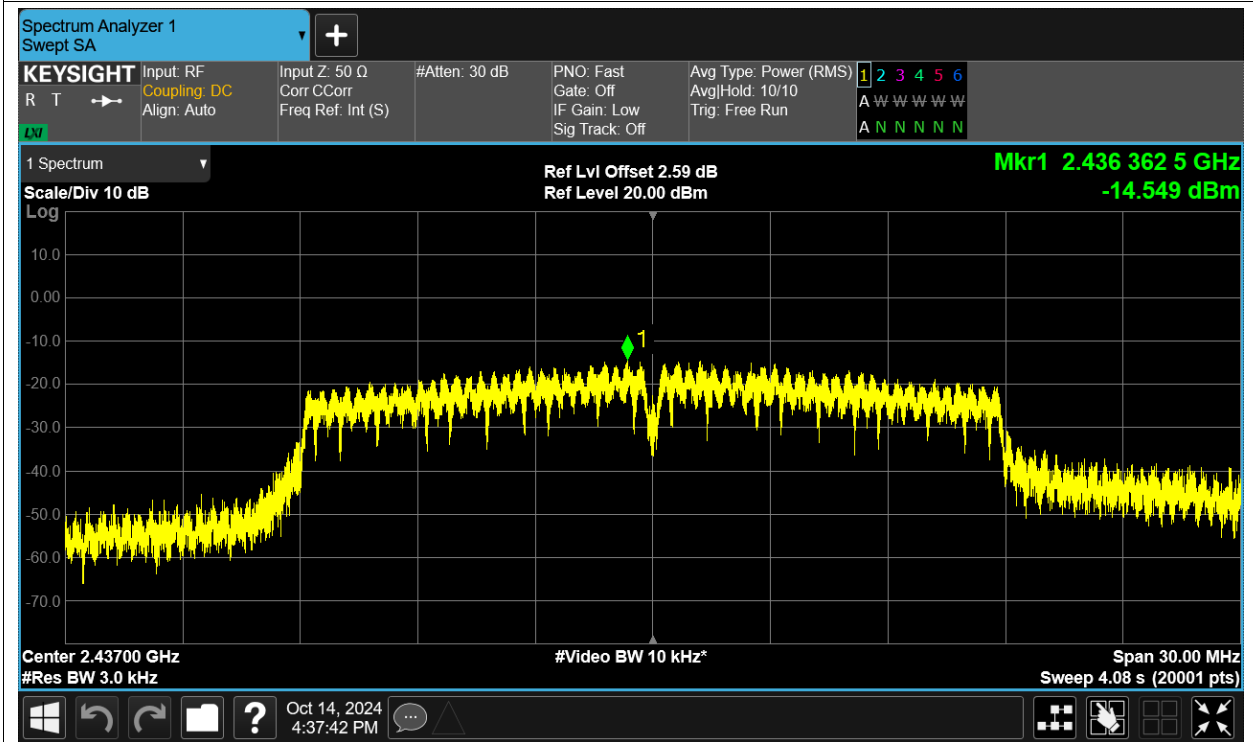 Spectrum Analyzer 1
Swept SA
+
KEYSIGHT
R T
LXI
Input: RF
Coupling: DC
Align: Auto
Input Z: 50 Ω
Corr CCorr
Freq Ref: Int (S)
#Atten: 30 dB
PNO: Fast
Gate: Off
IF Gain: Low
Sig Track: Off
Avg Type: Power (RMS)
Avg|Hold: 10/10
Trig: Free Run
1 2 3 4 5 6
A W W W W W
A N N N N N
1 Spectrum
Scale/Div 10 dB
Log
Ref Lvl Offset 2.59 dB
Ref Level 20.00 dBm
Mkr1 2.436 362 5 GHz
-14.549 dBm
10.0
0.00
-10.0
-20.0
-30.0
-40.0
-50.0
-60.0
-70.0
1
Center 2.43700 GHz
#Res BW 3.0 kHz
#Video BW 10 kHz*
Span 30.00 MHz
Sweep 4.08 s (20001 pts)
?
Oct 14, 2024
4:37:42 PM